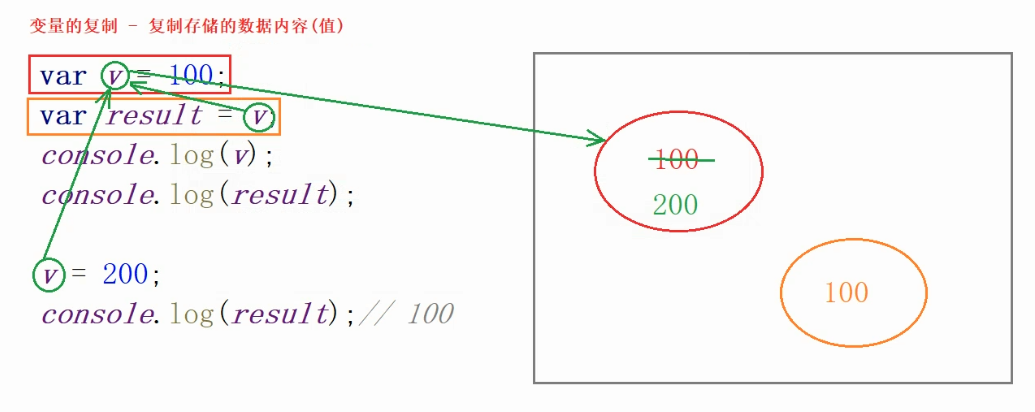 变量的复制 - 复制存储的数据内容(值)
var v = 100;
var result = v;
console.log(v);
console.log(result);
v = 200;
console.log(result);// 100
100
200
100